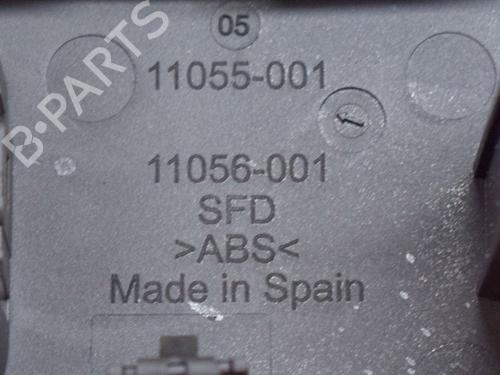 05
11055-001
11056-001
SFD
>ABS<
Made in Spain
B-PARTS